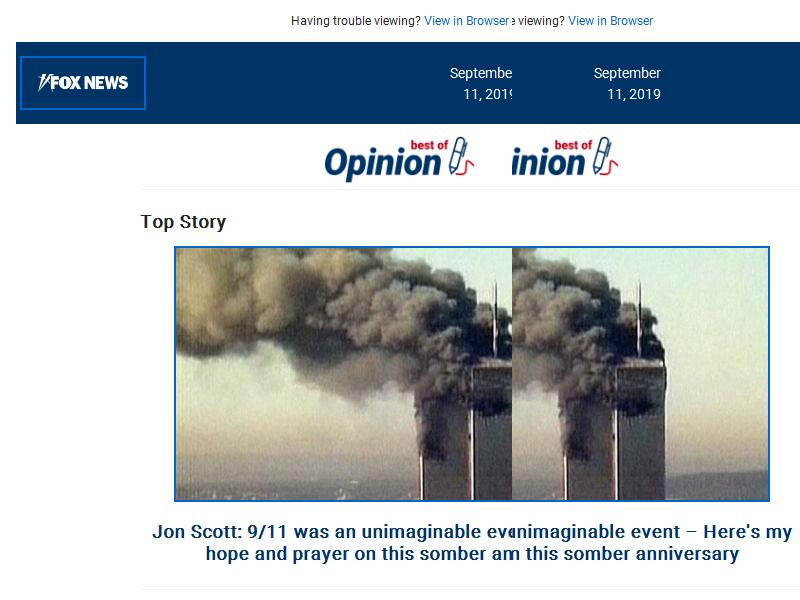 Having trouble viewing? View in Browser e viewing? View in Browser
FOX NEWS
Septembe September
11, 2019 11, 2019
best of best of
Opinion inion
Top Story
Jon Scott: 9/11 was an unimaginable eve nimaginable event – Here's my
hope and prayer on this somber an this somber anniversary